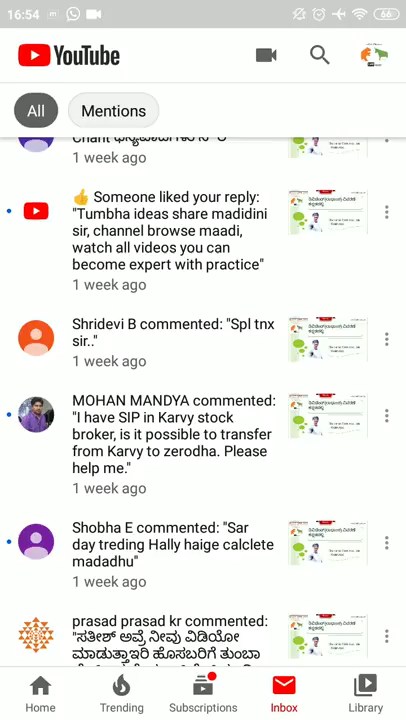 16:54
66
YouTube
All
Mentions
1 week ago
👍 Someone liked your reply:
"Tumbha ideas share madidini
sir, channel browse maadi,
watch all videos you can
become expert with practice"
1 week ago
Shridevi B commented: "Spl tnx
sir.."
1 week ago
MOHAN MANDYA commented:
"I have SIP in Karvy stock
broker, is it possible to transfer
from Karvy to zerodha. Please
help me."
1 week ago
Shobha E commented: "Sar
day treding Hally haige calclete
madadhu"
1 week ago
prasad prasad kr commented:
"ಸತೀಶ್ ಅವ್ರೆ ನೀವು ವಿಡಿಯೋ
ಮಾಡುತ್ತಾಇರಿ ಹೊಸಬರಿಗೆ ತುಂಬಾ
Home
Trending
Subscriptions
Inbox
Library